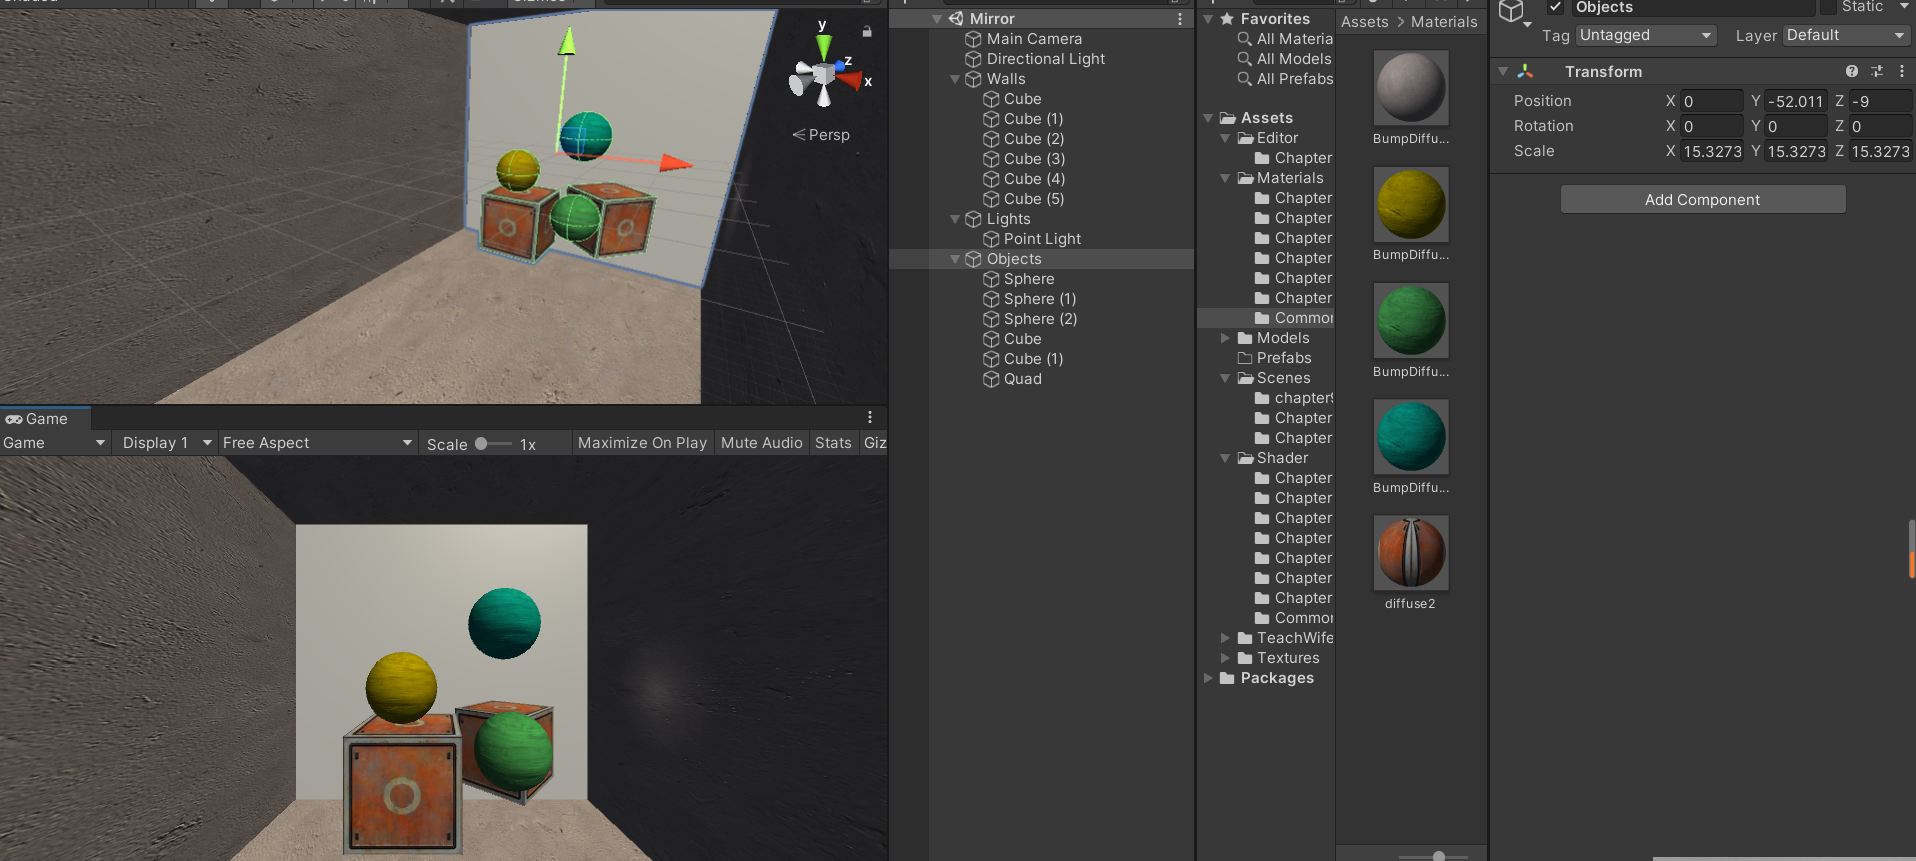 y
z
x
Persp
Game
Game
Display 1
Free Aspect
Scale
1x
Maximize On Play
Mute Audio
Stats
Giz
Mirror
Main Camera
Directional Light
Walls
Cube
Cube (1)
Cube (2)
Cube (3)
Cube (4)
Cube (5)
Lights
Point Light
Objects
Sphere
Sphere (1)
Sphere (2)
Cube
Cube (1)
Quad
Favorites
All Materia
All Models
All Prefabs
Assets
Editor
Chapter
Materials
Chapter
Chapter
Chapter
Chapter
Chapter
Chapter
Commor
Models
Prefabs
Scenes
chapter9
Chapter
Chapter
Shader
Chapter
Chapter
Chapter
Chapter
Chapter
Chapter
Chapter
Commor
TeachWife
Textures
Packages
Assets > Materials
BumpDiffu...
BumpDiffu...
BumpDiffu...
BumpDiffu...
diffuse2
Objects
Static
Tag Untagged
Layer Default
Transform
Position X 0 Y -52.011 Z -9
Rotation X 0 Y 0 Z 0
Scale X 15.3273 Y 15.3273 Z 15.3273
Add Component